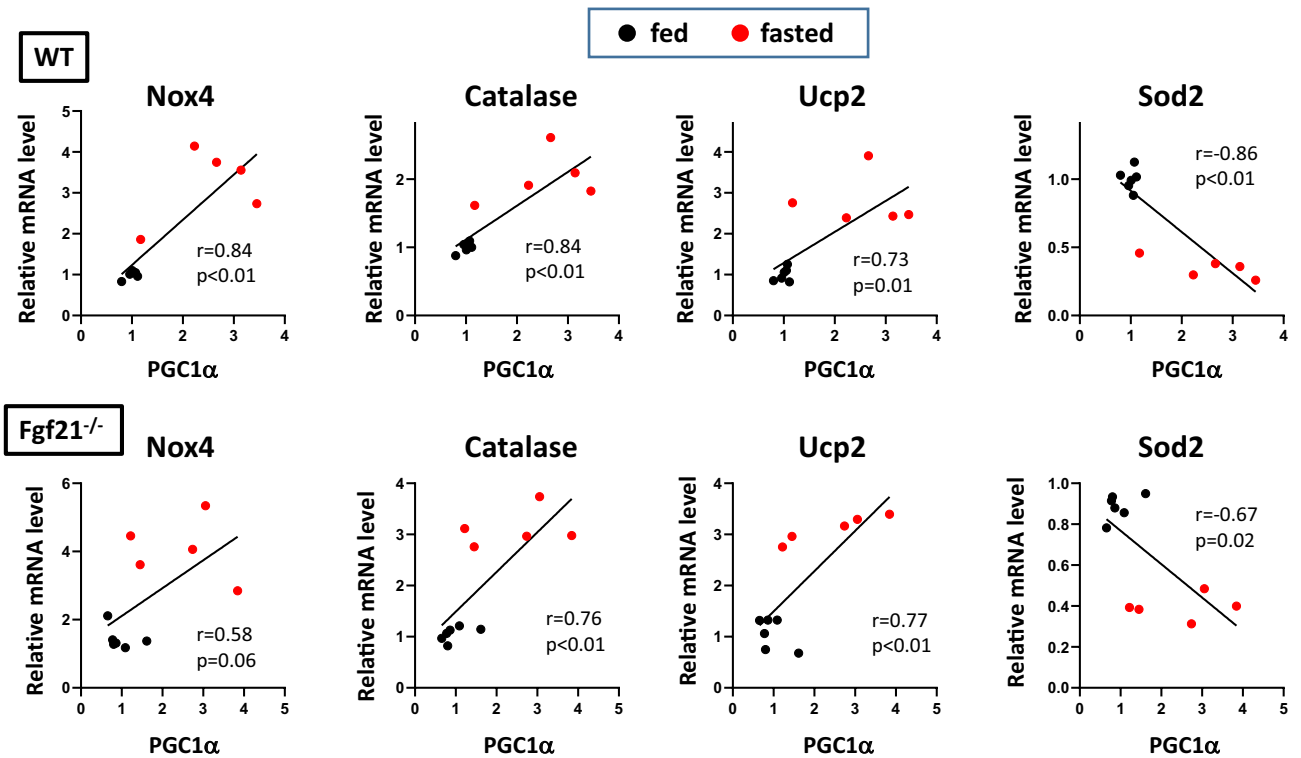 fed fasted
WT
Nox4
Relative mRNA level
5
4
3
2
1
0
0 1 2 3 4
r=0.84
p<0.01
PGC1α
Catalase
Relative mRNA level
2
1
0
0 1 2 3 4
r=0.84
p<0.01
PGC1α
Ucp2
Relative mRNA level
4
3
2
1
0
0 1 2 3 4
r=0.73
p=0.01
PGC1α
Sod2
Relative mRNA level
1.0
0.5
0.0
0 1 2 3 4
r=-0.86
p<0.01
PGC1α
Fgf21-/-
Nox4
Relative mRNA level
6
4
2
0
0 1 2 3 4 5
r=0.58
p=0.06
PGC1α
Catalase
Relative mRNA level
4
3
2
1
0
0 1 2 3 4 5
r=0.76
p<0.01
PGC1α
Ucp2
Relative mRNA level
4
3
2
1
0
0 1 2 3 4 5
r=0.77
p<0.01
PGC1α
Sod2
Relative mRNA level
1.0
0.8
0.6
0.4
0.2
0.0
0 1 2 3 4 5
r=-0.67
p=0.02
PGC1α